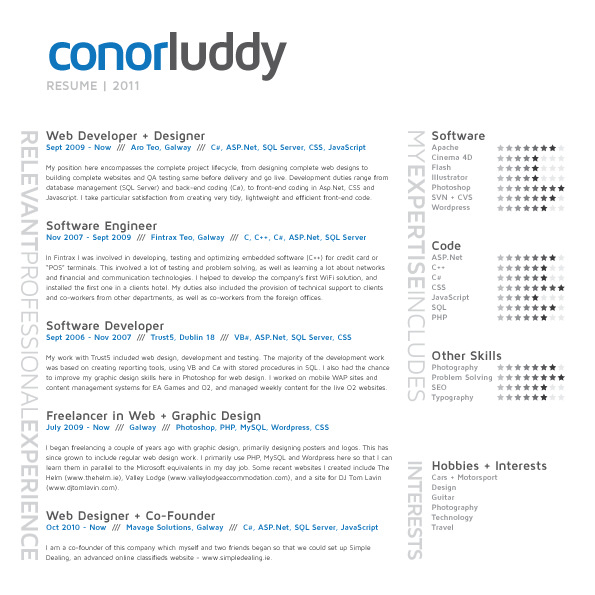 conorluddy
RESUME | 2011
RELEVANTPROFESSIONALEXPERIENCE
Web Developer + Designer
Sept 2009 - Now /// Aro Teo, Galway /// C#, ASP.Net, SQL Server, CSS, JavaScript
My position here encompasses the complete project lifecycle, from designing complete web designs to
building complete websites and QA testing same before delivery and go live. Development duties range from
database management (SQL Server) and back-end coding (C#), to front-end coding in Asp.Net, CSS and
Javascript. I take particular satisfaction from creating very tidy, lightweight and efficient front-end code.
Software Engineer
Nov 2007 - Sept 2009 /// Fintrax Teo, Galway /// C, C++, C#, ASP.Net, SQL Server
In Fintrax I was involved in developing, testing and optimizing embedded software (C++) for credit card or
"POS" terminals. This involved a lot of testing and problem solving, as well as learning a lot about networks
and financial and communication technologies. I helped to develop the company's first WiFi solution, and
installed the first one in a clients hotel. My duties also included the provision of technical support to clients
and co-workers from other departments, as well as co-workers from the foreign offices.
Software Developer
Sept 2006 - Nov 2007 /// Trust5, Dublin 18 /// VB#, ASP.Net, SQL Server, CSS
My work with Trust5 included web design, development and testing. The majority of the development work
was based on creating reporting tools, using VB and C# with stored procedures in SQL. I also had the chance
to improve my graphic design skills here in Photoshop for web design. I worked on mobile WAP sites and
content management systems for EA Games and O2, and managed weekly content for the live O2 websites.
Freelancer in Web + Graphic Design
July 2009 - Now /// Galway /// Photoshop, PHP, MySQL, Wordpress, CSS
I began freelancing a couple of years ago with graphic design; primarily designing posters and logos. This has
since grown to include regular web design work. I primarily use PHP, MySQL and Wordpress here so that I can
learn them in parallel to the Microsoft equivalents in my day job. Some recent websites I created include The
Helm (www.thehelm.ie), Valley Lodge (www.valleylodgeaccommodation.com), and a site for DJ Tom Lavin
(www.djtomlavin.com).
Web Designer + Co-Founder
Oct 2010 - Now /// Mavage Solutions, Galway /// C#, ASP.Net, SQL Server, JavaScript
I am a co-founder of this company which myself and two friends began so that we could set up Simple
Dealing, an advanced online classifieds website - www.simpledealing.ie.
MYEXPERTISEINCLUDES
Software
Apache
Cinema 4D
Flash
Illustrator
Photoshop
SVN + CVS
Wordpress
Code
ASP.Net
C++
C#
CSS
JavaScript
SQL
PHP
Other Skills
Photography
Problem Solving
SEO
Typography
INTERESTS
Hobbies + Interests
Cars + Motorsport
Design
Guitar
Photography
Technology
Travel